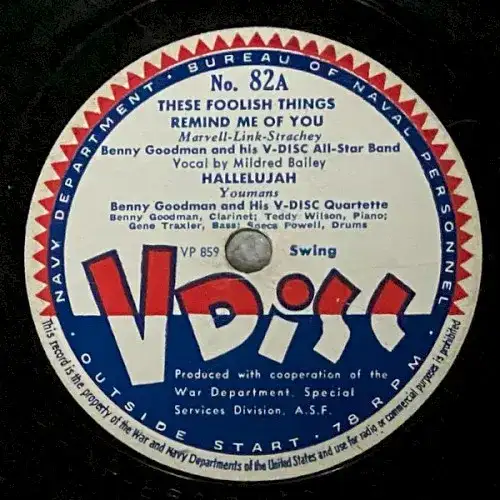 NAVY DEPARTMENT · BUREAU OF NAVAL PERSONNEL
No. 82A
THESE FOOLISH THINGS
REMIND ME OF YOU
Marvell-Link-Strachey
Benny Goodman and his V-DISC All-Star Band
Vocal by Mildred Bailey
HALLELUJAH
Youmans
Benny Goodman and His V-DISC Quartette
Benny Goodman, Clarinet; Teddy Wilson, Piano;
Gene Traxler, Bass; Specs Powell, Drums
VP 859
Swing
V DiSC
Produced with cooperation of the
War Department, Special
Services Division, A.S.F.
OUTSIDE START · 78 RPM
This record is the property of the War and Navy Departments of the United States and use for radio or commercial purposes is prohibited